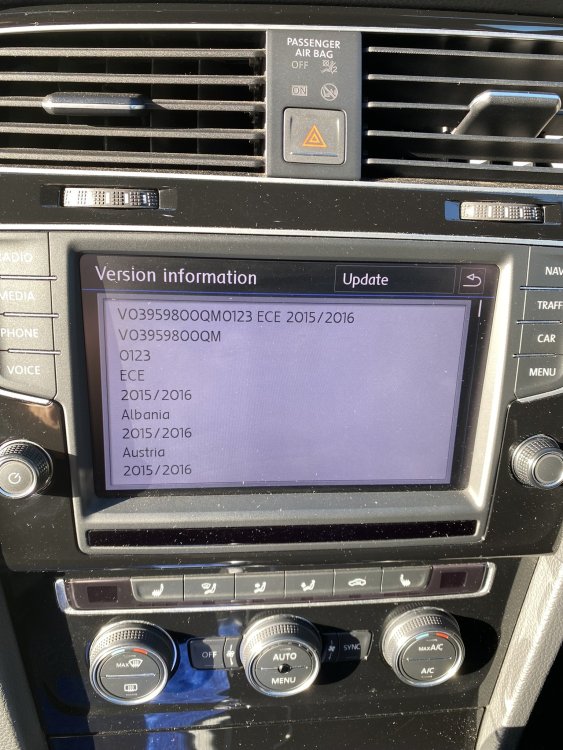 PASSENGER
AIR BAG
OFF
ON
RADIO
MEDIA
PHONE
VOICE
Version information
Update
V03959800QM0123 ECE 2015/2016
V03959800QM
0123
ECE
2015/2016
Albania
2015/2016
Austria
2015/2016
NAV
TRAFF
CAR
MENU
MAX
OFF
AUTO
MENU
SYNC
MAX A/C
A/C